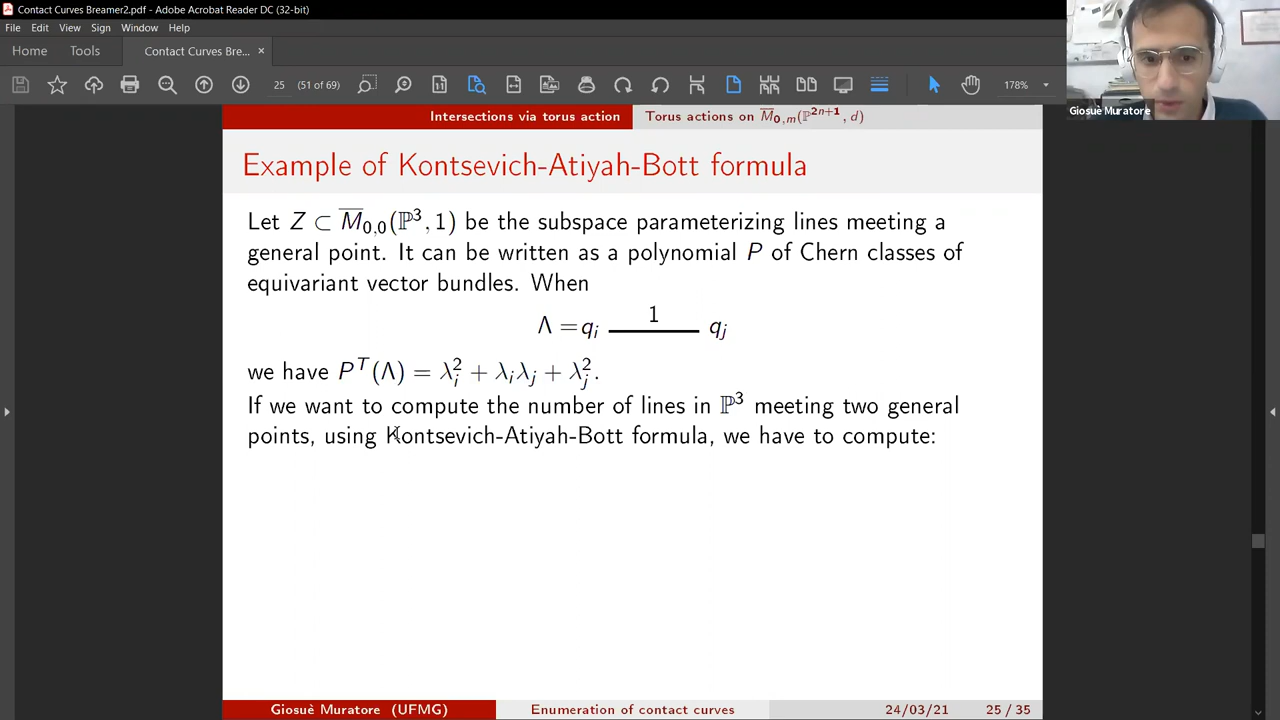 Contact Curves Breamer2.pdf - Adobe Acrobat Reader DC (32-bit)
File Edit View Sign Window Help
Home Tools Contact Curves Brea... ×
25 (51 of 69) 178%
Giosuè Muratore
Intersections via torus action Torus actions on M̅₀,ₘ(ℙ²ⁿ⁺¹, d)
Example of Kontsevich-Atiyah-Bott formula
Let Z ⊂ M̅₀,₀(ℙ³, 1) be the subspace parameterizing lines meeting a
general point. It can be written as a polynomial P of Chern classes of
equivariant vector bundles. When
Λ = qᵢ 1 qⱼ
we have Pᵀ(Λ) = λᵢ² + λᵢλⱼ + λⱼ².
If we want to compute the number of lines in ℙ³ meeting two general
points, using Kontsevich-Atiyah-Bott formula, we have to compute:
Giosuè Muratore (UFMG) Enumeration of contact curves 24/03/21 25 / 35